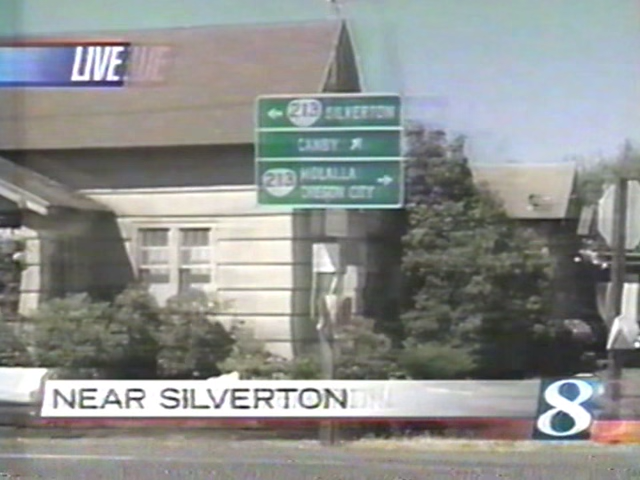 LIVE
← 213 SILVERTON
CANBY ↗
213 MOLALLA →
OREGON CITY
NEAR SILVERTON
8